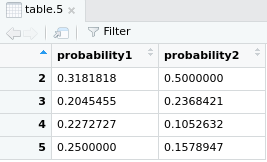 table.5
Filter
probability1 probability2
2 0.3181818 0.5000000
3 0.2045455 0.2368421
4 0.2272727 0.1052632
5 0.2500000 0.1578947